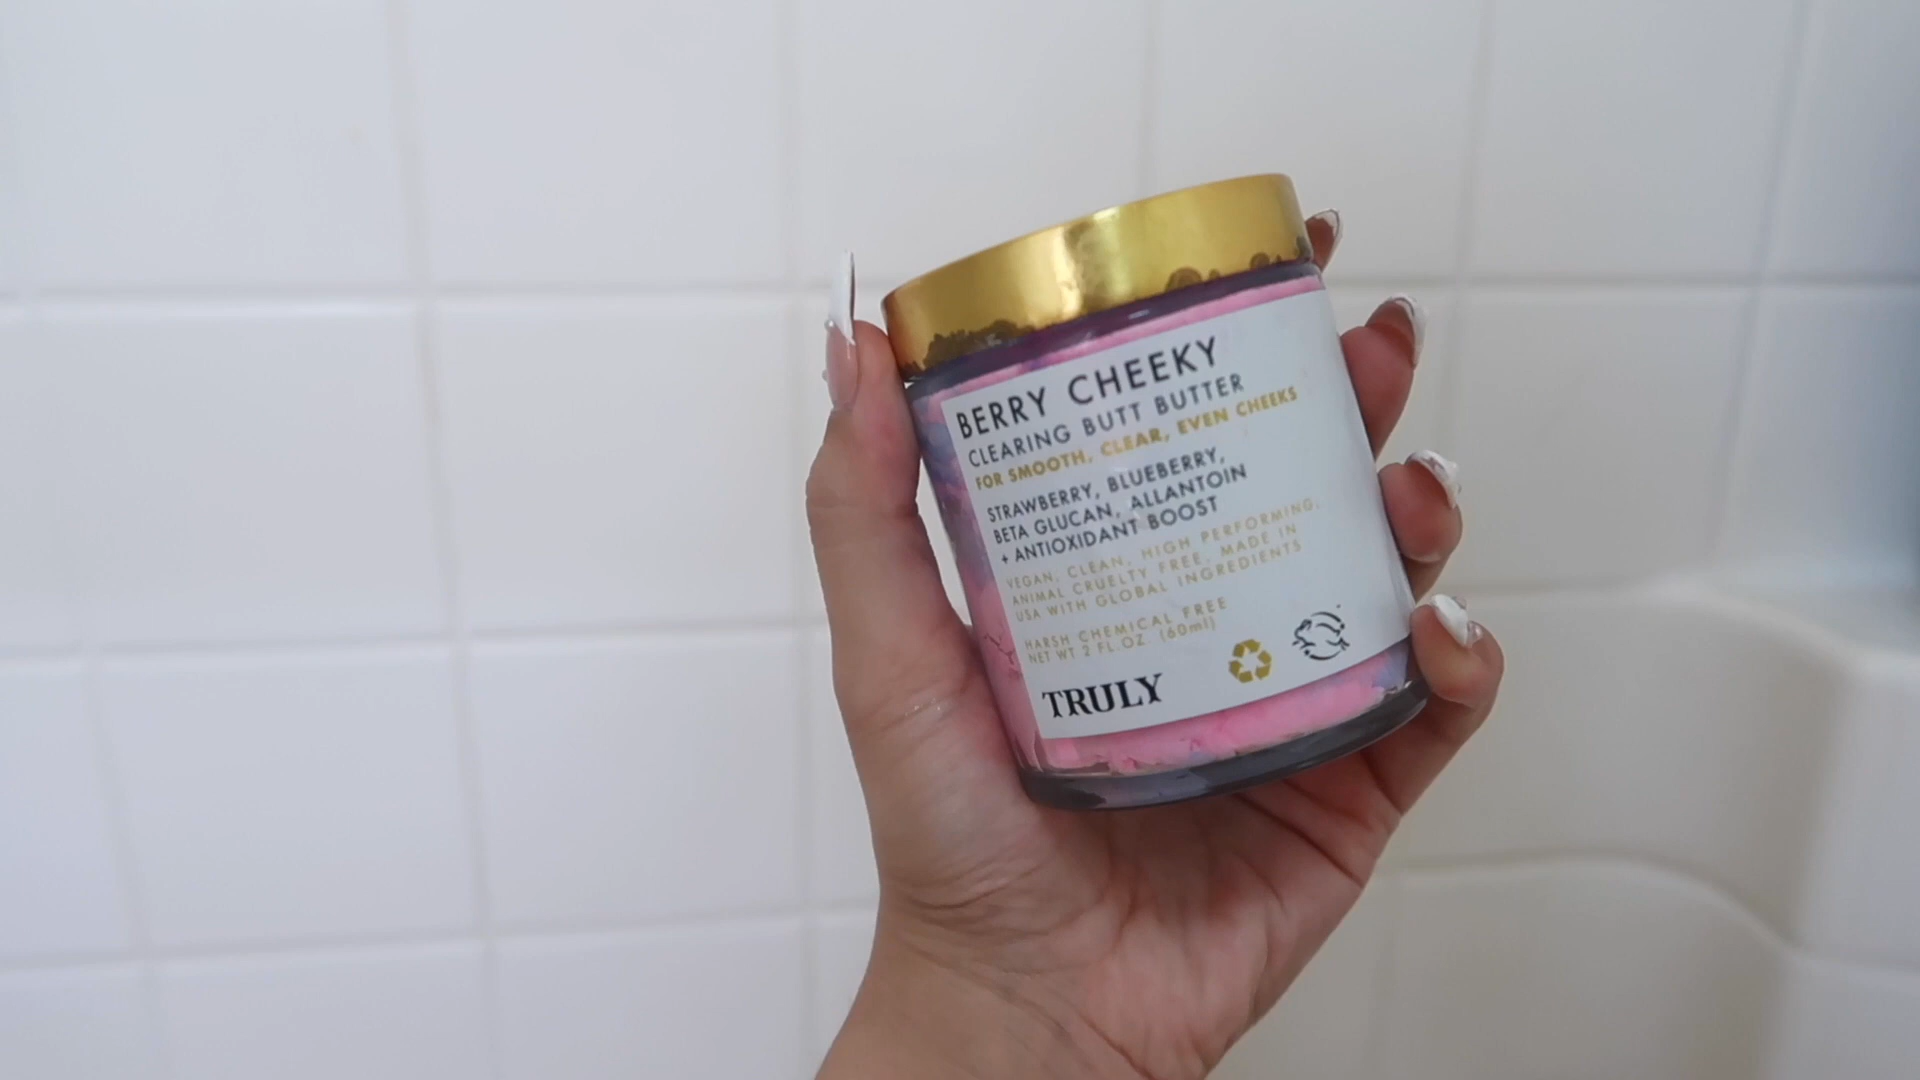 BERRY CHEEKY
CLEARING BUTT BUTTER
FOR SMOOTH, CLEAR, EVEN CHEEKS
STRAWBERRY, BLUEBERRY,
BETA GLUCAN, ALLANTOIN
+ ANTIOXIDANT BOOST
VEGAN, CLEAN, HIGH PERFORMING,
ANIMAL CRUELTY FREE, MADE IN
USA WITH GLOBAL INGREDIENTS
HARSH CHEMICAL FREE
NET WT 2 FL.OZ. (60ml)
TRULY